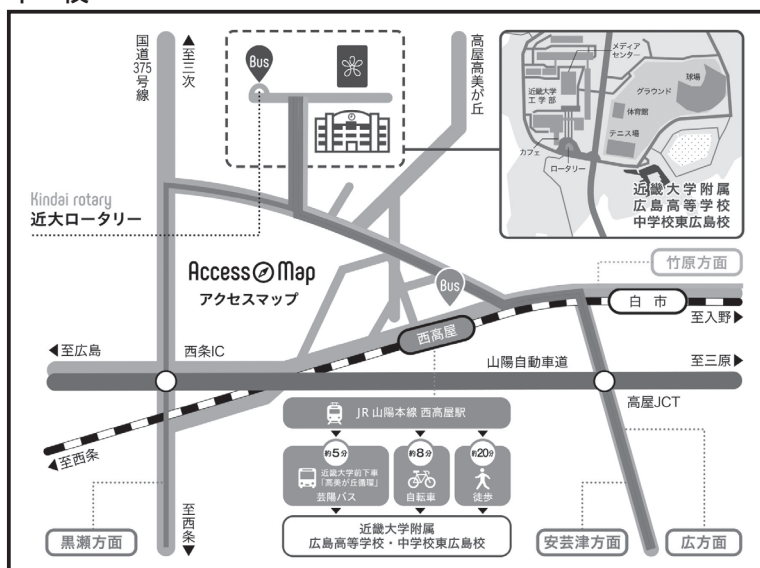 国道375号線
▲至三次
Bus
高屋高美が丘
メディア
センター
近畿大学
工学部
グラウンド
球場
体育館
テニス場
カフェ
ロータリー
近畿大学附属
広島高等学校
中学校東広島校
Kindai rotary
近大ロータリー
Access Map
アクセスマップ
Bus
竹原方面
白市
至入野▶
西高屋
◀至広島
西条IC
山陽自動車道
至三原▶
高屋JCT
◀至西条
JR 山陽本線 西高屋駅
約5分
近畿大学前下車
「高美が丘循環」
芸陽バス
約8分
自転車
約20分
徒歩
近畿大学附属
広島高等学校・中学校東広島校
黒瀬方面
至西条▼
安芸津方面
広方面